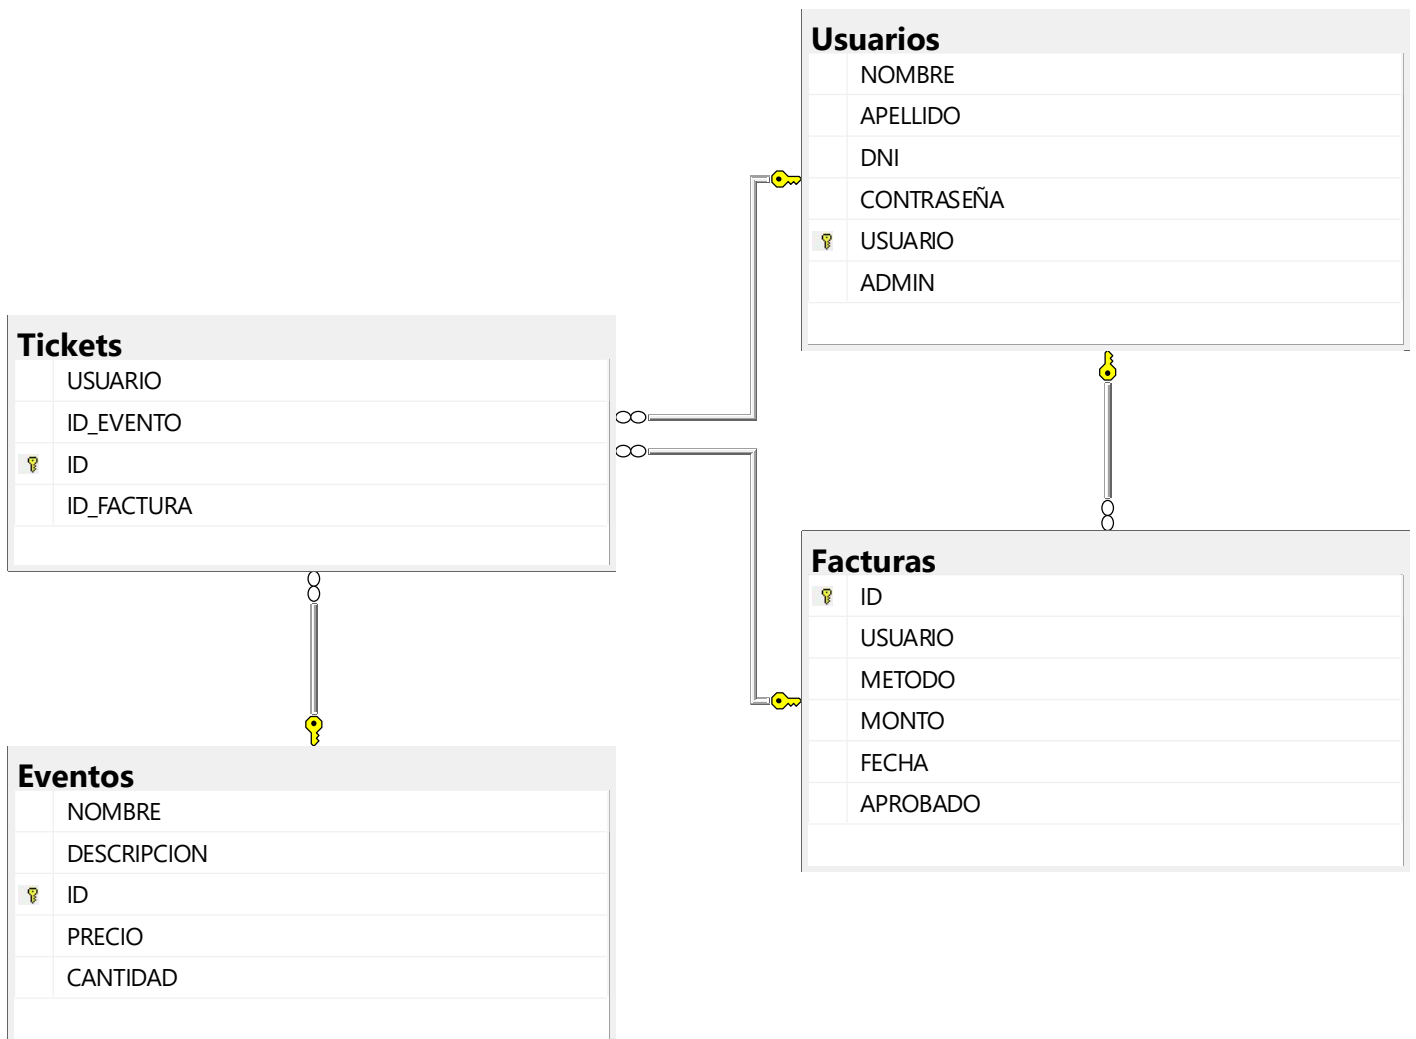 Usuarios
NOMBRE
APELLIDO
DNI
CONTRASEÑA
USUARIO
ADMIN
Tickets
USUARIO
ID_EVENTO
ID
ID_FACTURA
Facturas
ID
USUARIO
METODO
MONTO
FECHA
APROBADO
Eventos
NOMBRE
DESCRIPCION
ID
PRECIO
CANTIDAD